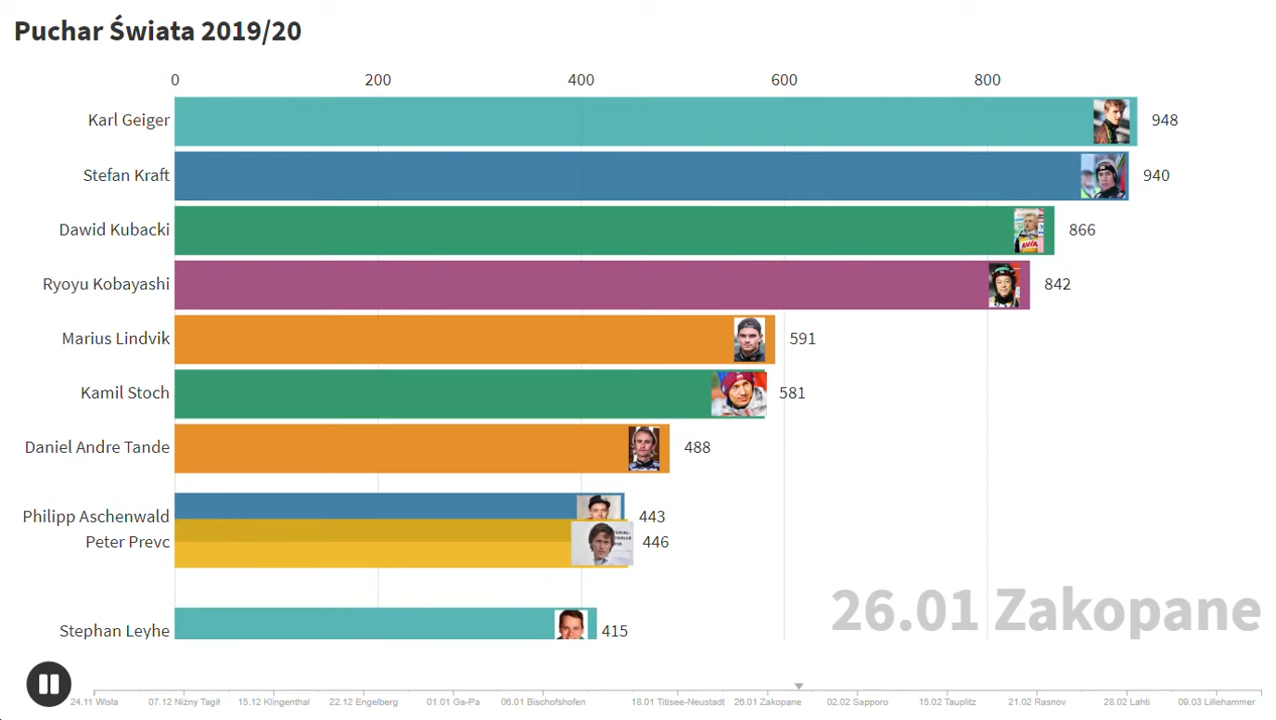 Puchar Świata 2019/20
0 200 400 600 800
Karl Geiger 948
Stefan Kraft 940
Dawid Kubacki AVIA 866
Ryoyu Kobayashi 842
Marius Lindvik 591
Kamil Stoch 581
Daniel Andre Tande 488
Philipp Aschenwald 443
Peter Prevc 446
26.01 Zakopane
Stephan Leyhe 415
24.11 Wisła 07.12 Niżny Tagił 15.12 Klingenthal 22.12 Engelberg 01.01 Ga-Pa 06.01 Bischofshofen 18.01 Titisee-Neustadt 26.01 Zakopane 02.02 Sapporo 15.02 Tauplitz 21.02 Rasnov 28.02 Lahti 09.03 Lillehammer